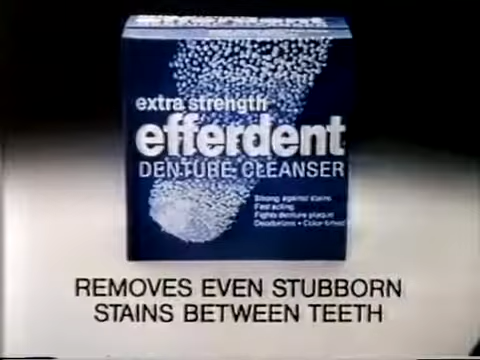 extra strength
efferdent
DENTURE CLEANSER
Strong against stains
Fast acting
Fights denture plaque
Deodorizes • Color-timed
REMOVES EVEN STUBBORN
STAINS BETWEEN TEETH